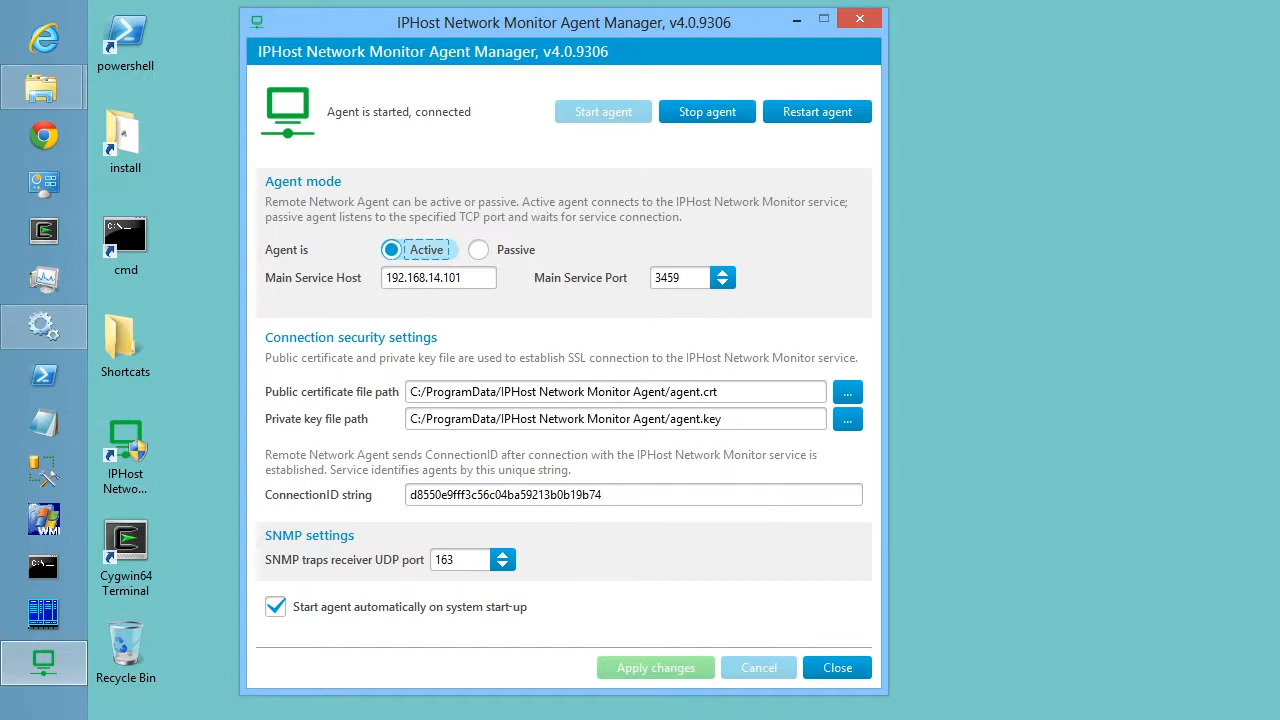 powershell
install
C:\.
cmd
Shortcuts
IPHost
Netwo...
Cygwin64
Terminal
Recycle Bin
WMI
C:\.
IPHost Network Monitor Agent Manager, v4.0.9306
IPHost Network Monitor Agent Manager, v4.0.9306
Agent is started, connected
Start agent
Stop agent
Restart agent
Agent mode
Remote Network Agent can be active or passive. Active agent connects to the IPHost Network Monitor service;
passive agent listens to the specified TCP port and waits for service connection.
Agent is
Active
Passive
Main Service Host
192.168.14.101
Main Service Port
3459
Connection security settings
Public certificate and private key file are used to establish SSL connection to the IPHost Network Monitor service.
Public certificate file path
C:/ProgramData/IPHost Network Monitor Agent/agent.crt
...
Private key file path
C:/ProgramData/IPHost Network Monitor Agent/agent.key
...
Remote Network Agent sends ConnectionID after connection with the IPHost Network Monitor service is
established. Service identifies agents by this unique string.
ConnectionID string
d8550e9fff3c56c04ba59213b0b19b74
SNMP settings
SNMP traps receiver UDP port
163
Start agent automatically on system start-up
Apply changes
Cancel
Close